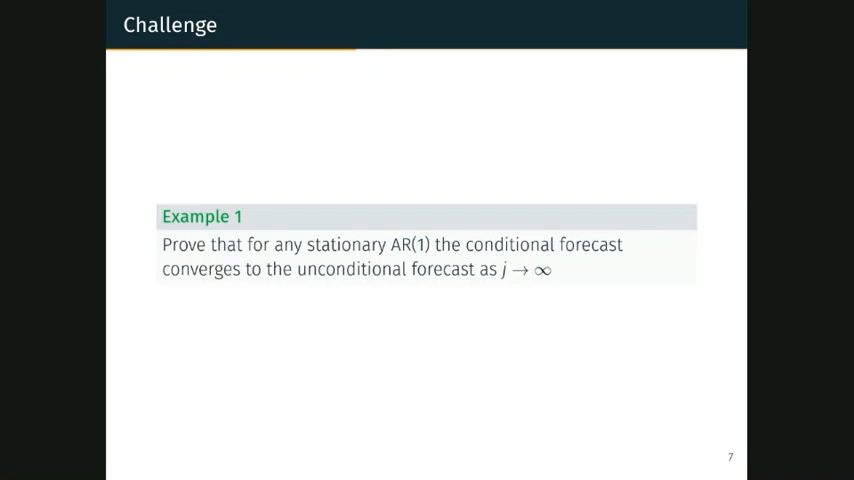 Challenge
Example 1
Prove that for any stationary AR(1) the conditional forecast
converges to the unconditional forecast as j → ∞
7